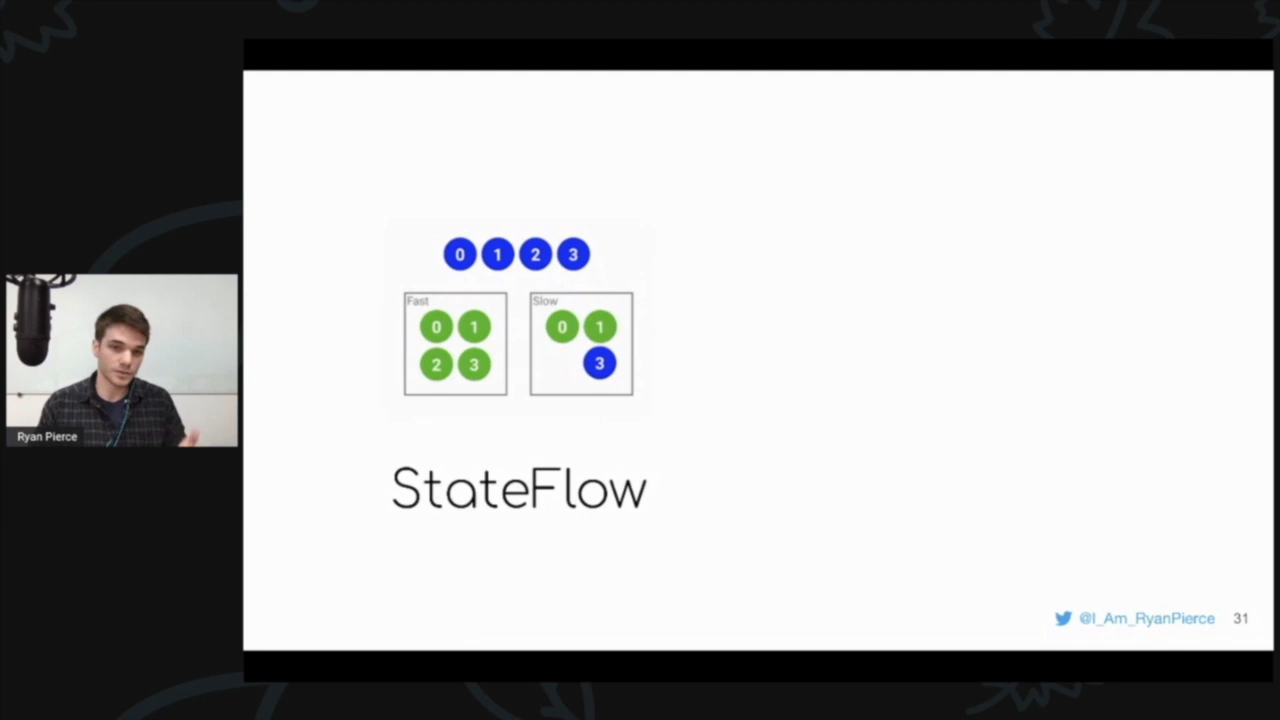 0 1 2 3
Fast
0 1
2 3
Slow
0 1
3
StateFlow
Ryan Pierce
@I_Am_RyanPierce 31